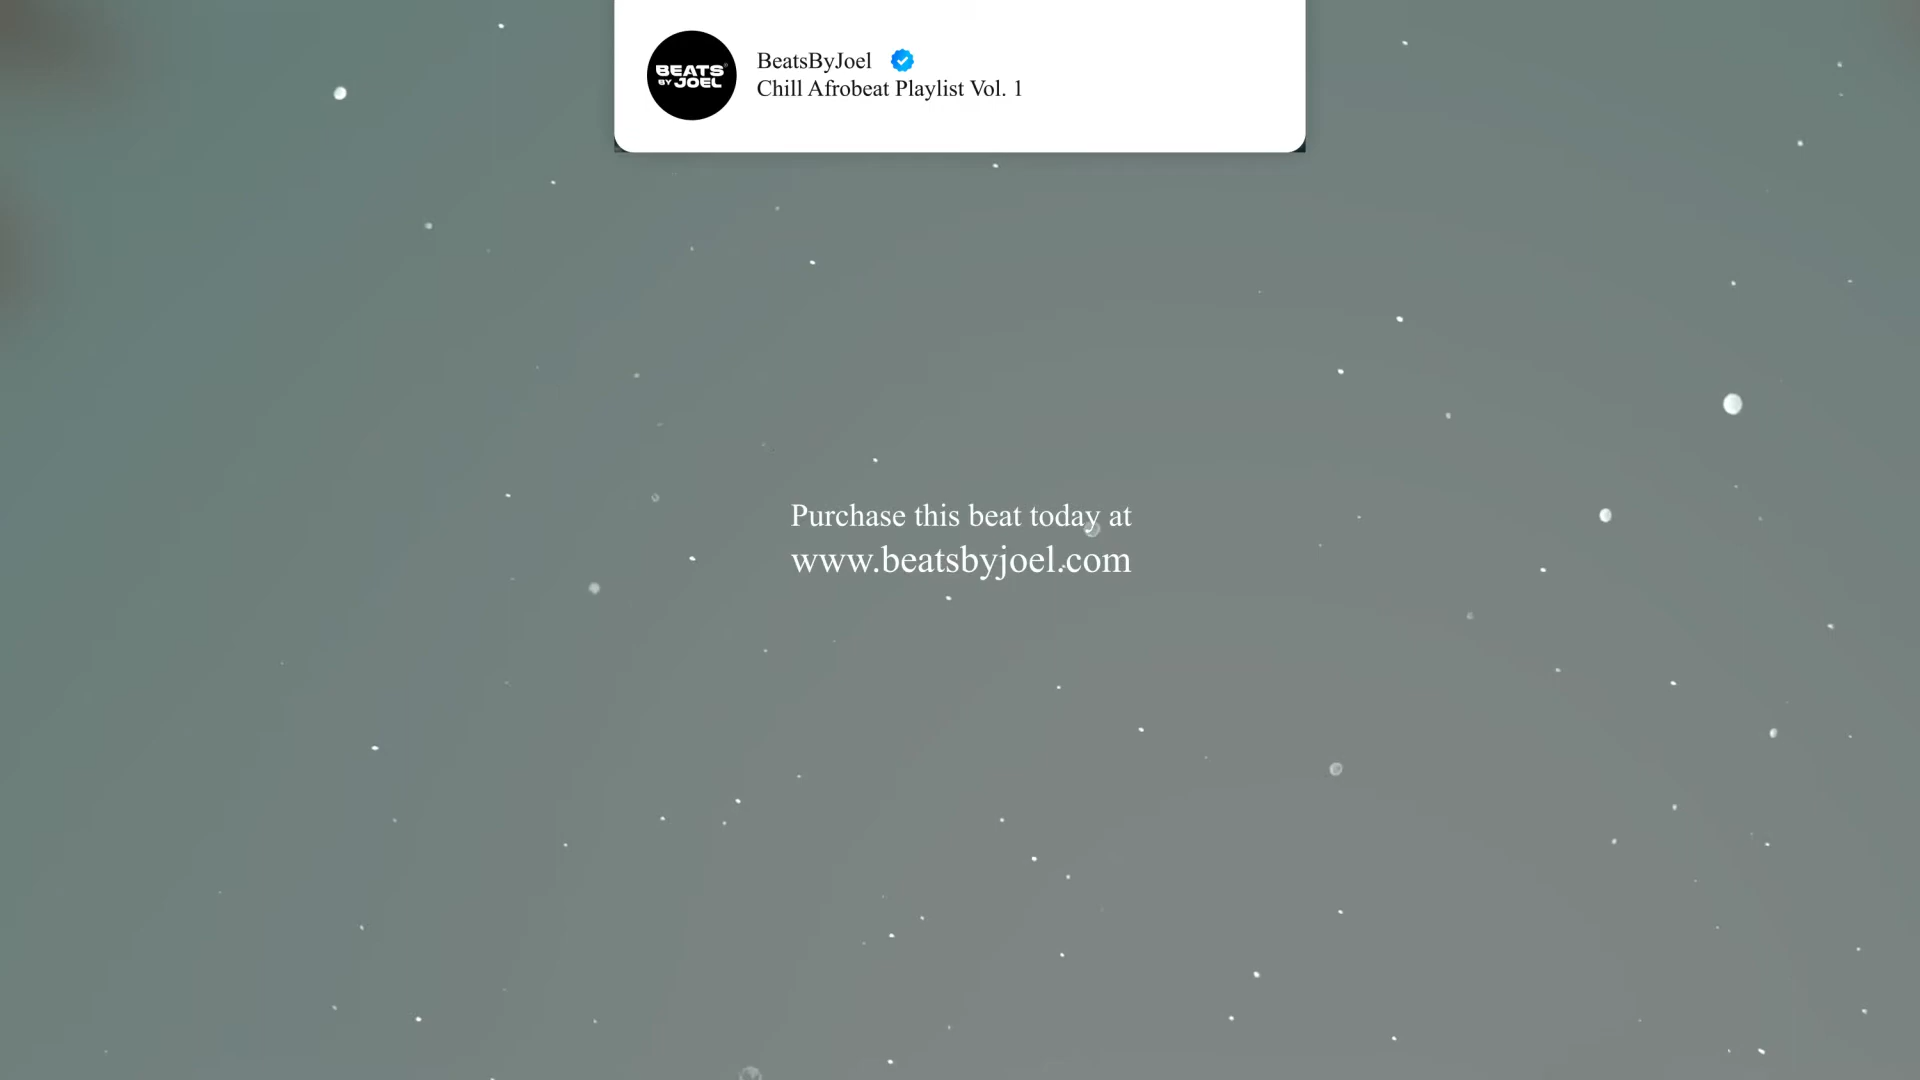 BEATS
BY JOEL
BeatsByJoel
Chill Afrobeat Playlist Vol. 1
Purchase this beat today at
www.beatsbyjoel.com